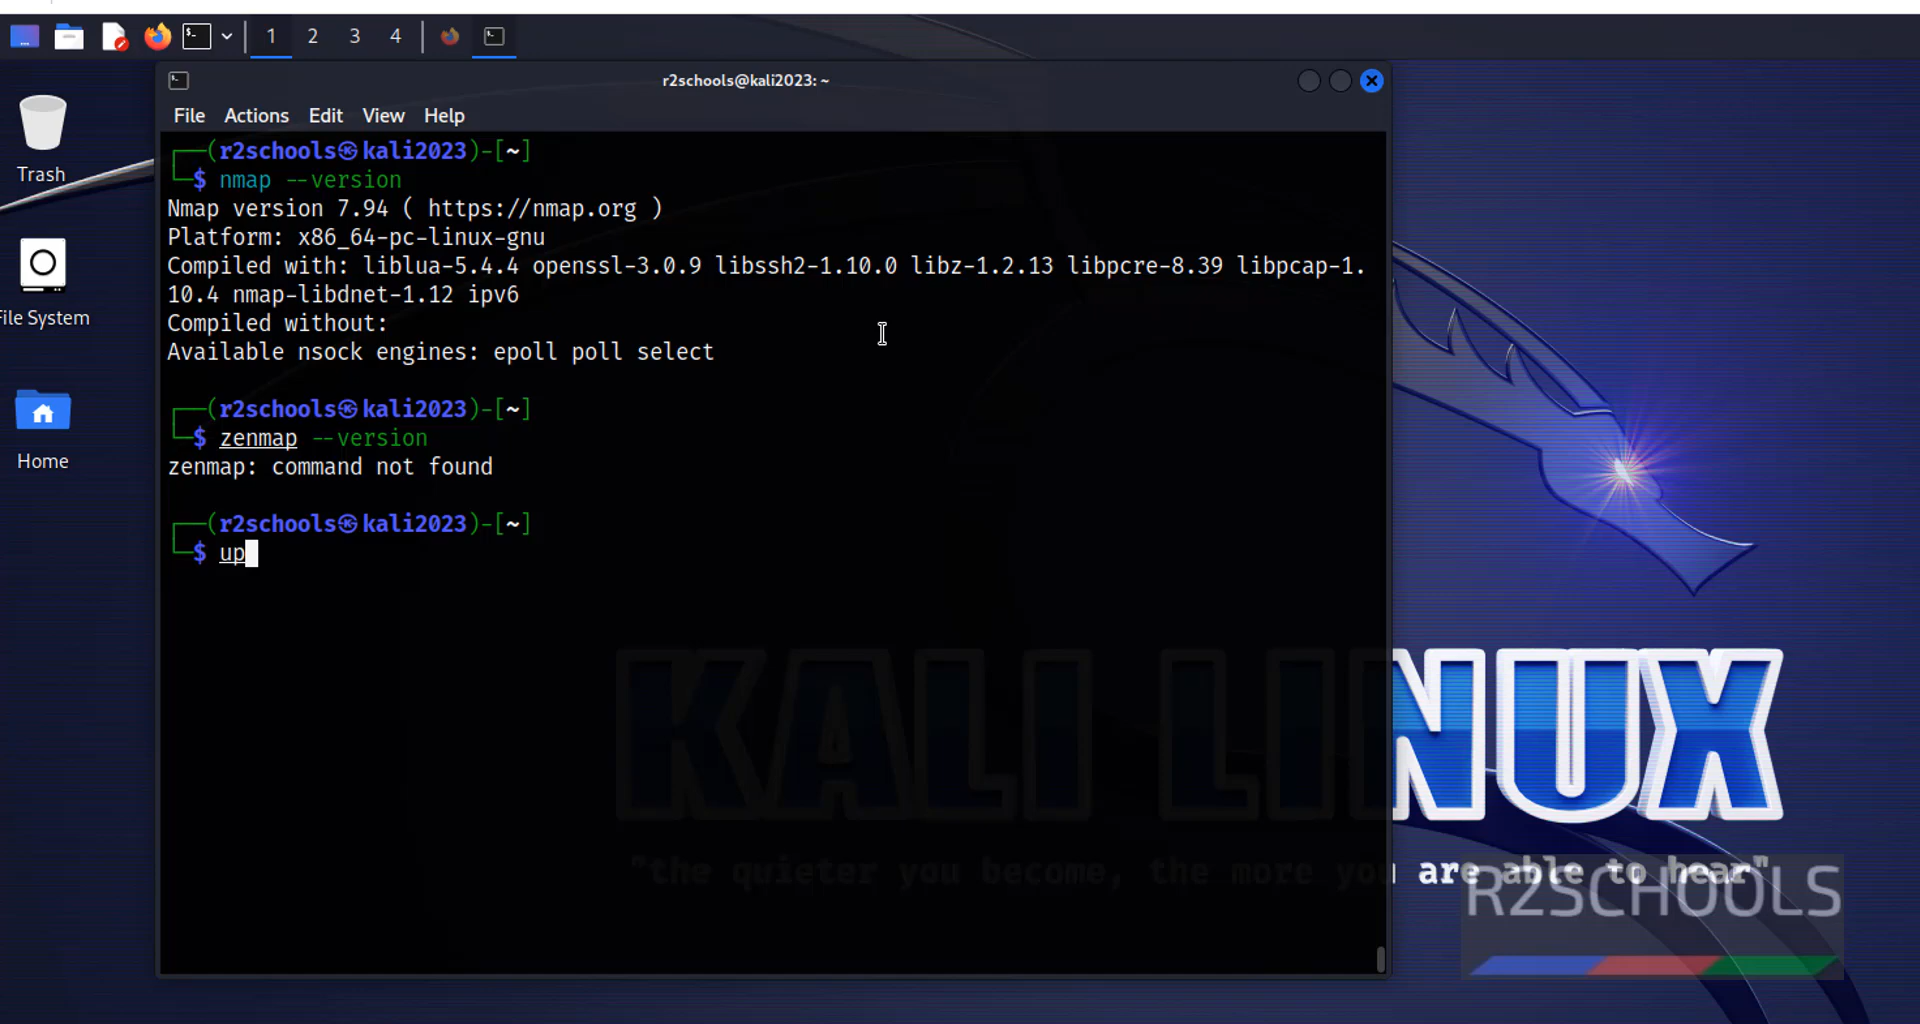 1 2 3 4
r2schools@kali2023: ~
File Actions Edit View Help
┌──(r2schools㉿kali2023)-[~]
└─$ nmap --version
Nmap version 7.94 ( https://nmap.org )
Platform: x86_64-pc-linux-gnu
Compiled with: liblua-5.4.4 openssl-3.0.9 libssh2-1.10.0 libz-1.2.13 libpcre-8.39 libpcap-1.
10.4 nmap-libdnet-1.12 ipv6
Compiled without:
Available nsock engines: epoll poll select
┌──(r2schools㉿kali2023)-[~]
└─$ zenmap --version
zenmap: command not found
┌──(r2schools㉿kali2023)-[~]
└─$ up
Trash
File System
Home
KALI LINUX
"the quieter you become, the more you are able to hear"
R2SCHOOLS